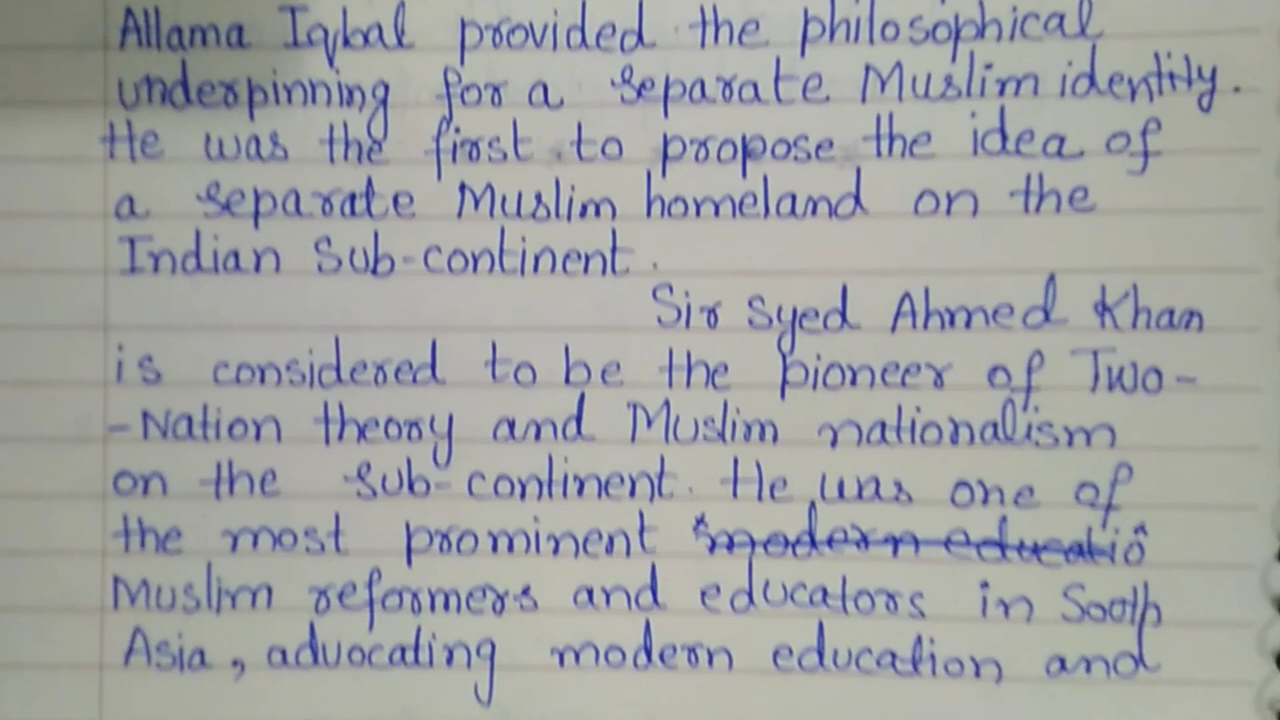 Allama Iqbal provided the philosophical
underpinning for a separate Muslim identity.
He was the first to propose the idea of
a separate Muslim homeland on the
Indian Sub-continent.
Sir Syed Ahmed Khan
is considered to be the pioneer of Two-
-Nation theory and Muslim nationalism
on the sub-continent. He was one of
the most prominent modern educatio
Muslim reformers and educators in South
Asia, advocating modern education and